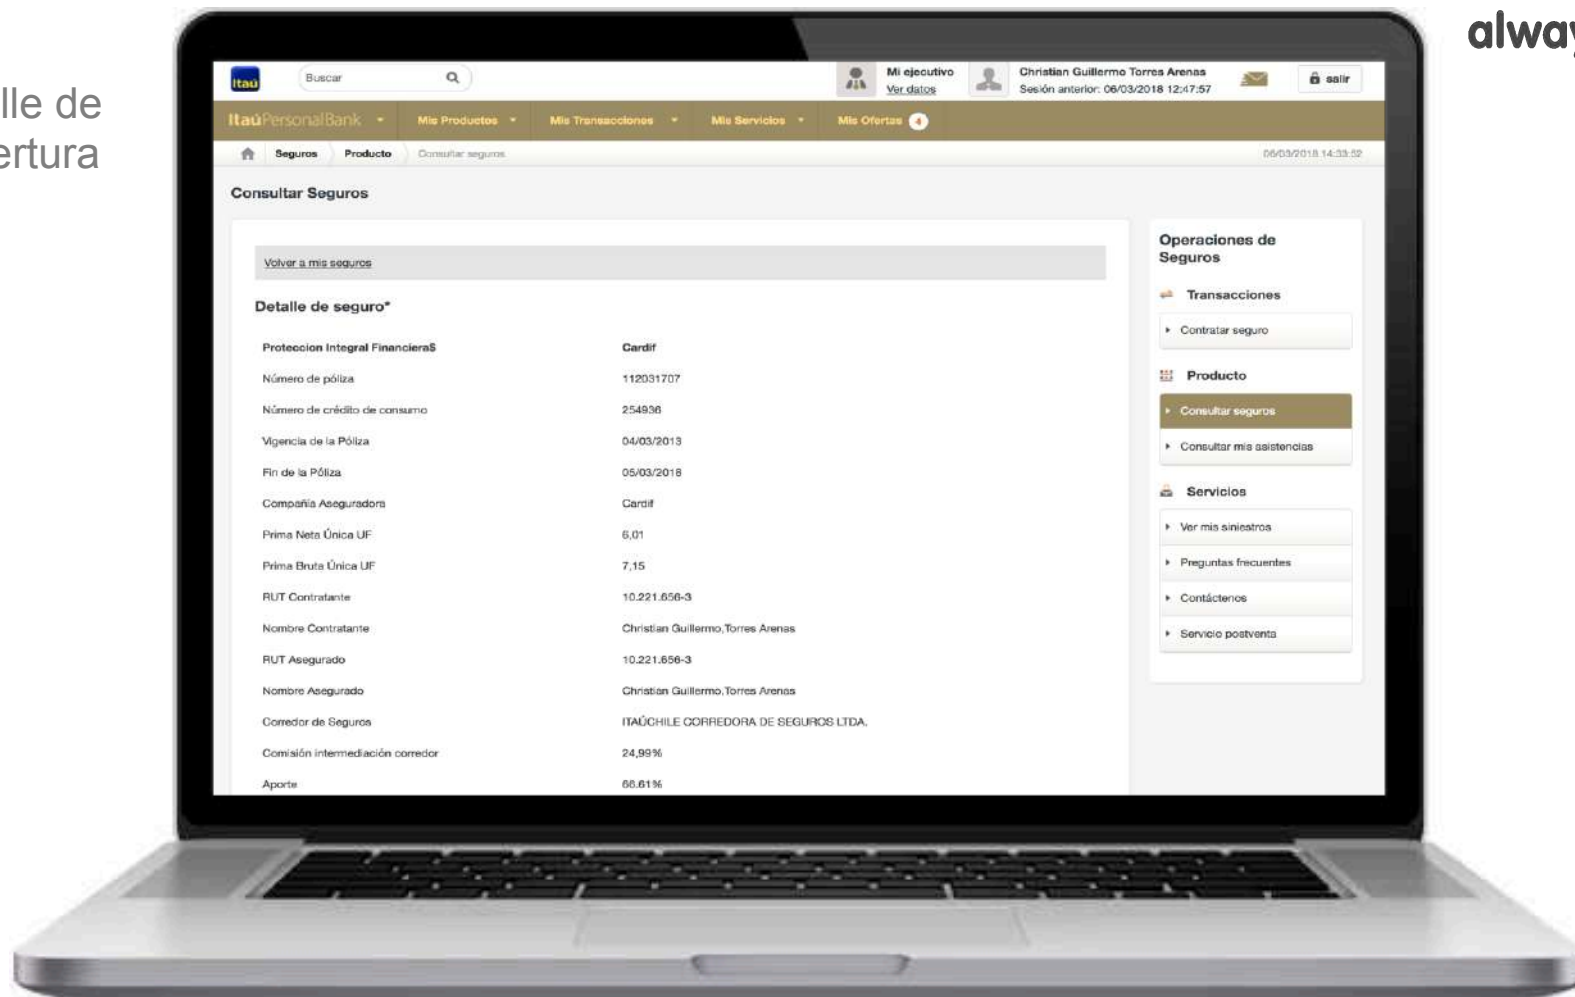 alway
lle de
ertura
Itaú
Buscar
Mi ejecutivo
Ver datos
Christian Guillermo Torres Arenas
Sesión anterior: 06/03/2018 12:47:57
salir
ItaúPersonalBank
Mis Productos
Mis Transacciones
Mis Servicios
Mis Ofertas 4
Seguros
Producto
Consultar seguros
06/03/2018 14:33:52
Consultar Seguros
Volver a mis seguros
Detalle de seguro*
Proteccion Integral Financiera$ Cardif
Número de póliza 112031707
Número de crédito de consumo 254936
Vigencia de la Póliza 04/03/2013
Fin de la Póliza 05/03/2018
Compañía Aseguradora Cardif
Prima Neta Única UF 6,01
Prima Bruta Única UF 7,15
RUT Contratante 10.221.656-3
Nombre Contratante Christian Guillermo,Torres Arenas
RUT Asegurado 10.221.656-3
Nombre Asegurado Christian Guillermo,Torres Arenas
Corredor de Seguros ITAÚCHILE CORREDORA DE SEGUROS LTDA.
Comisión intermediación corredor 24,99%
Aporte 66.61%
Operaciones de
Seguros
Transacciones
Contratar seguro
Producto
Consultar seguros
Consultar mis asistencias
Servicios
Ver mis siniestros
Preguntas frecuentes
Contáctenos
Servicio postventa